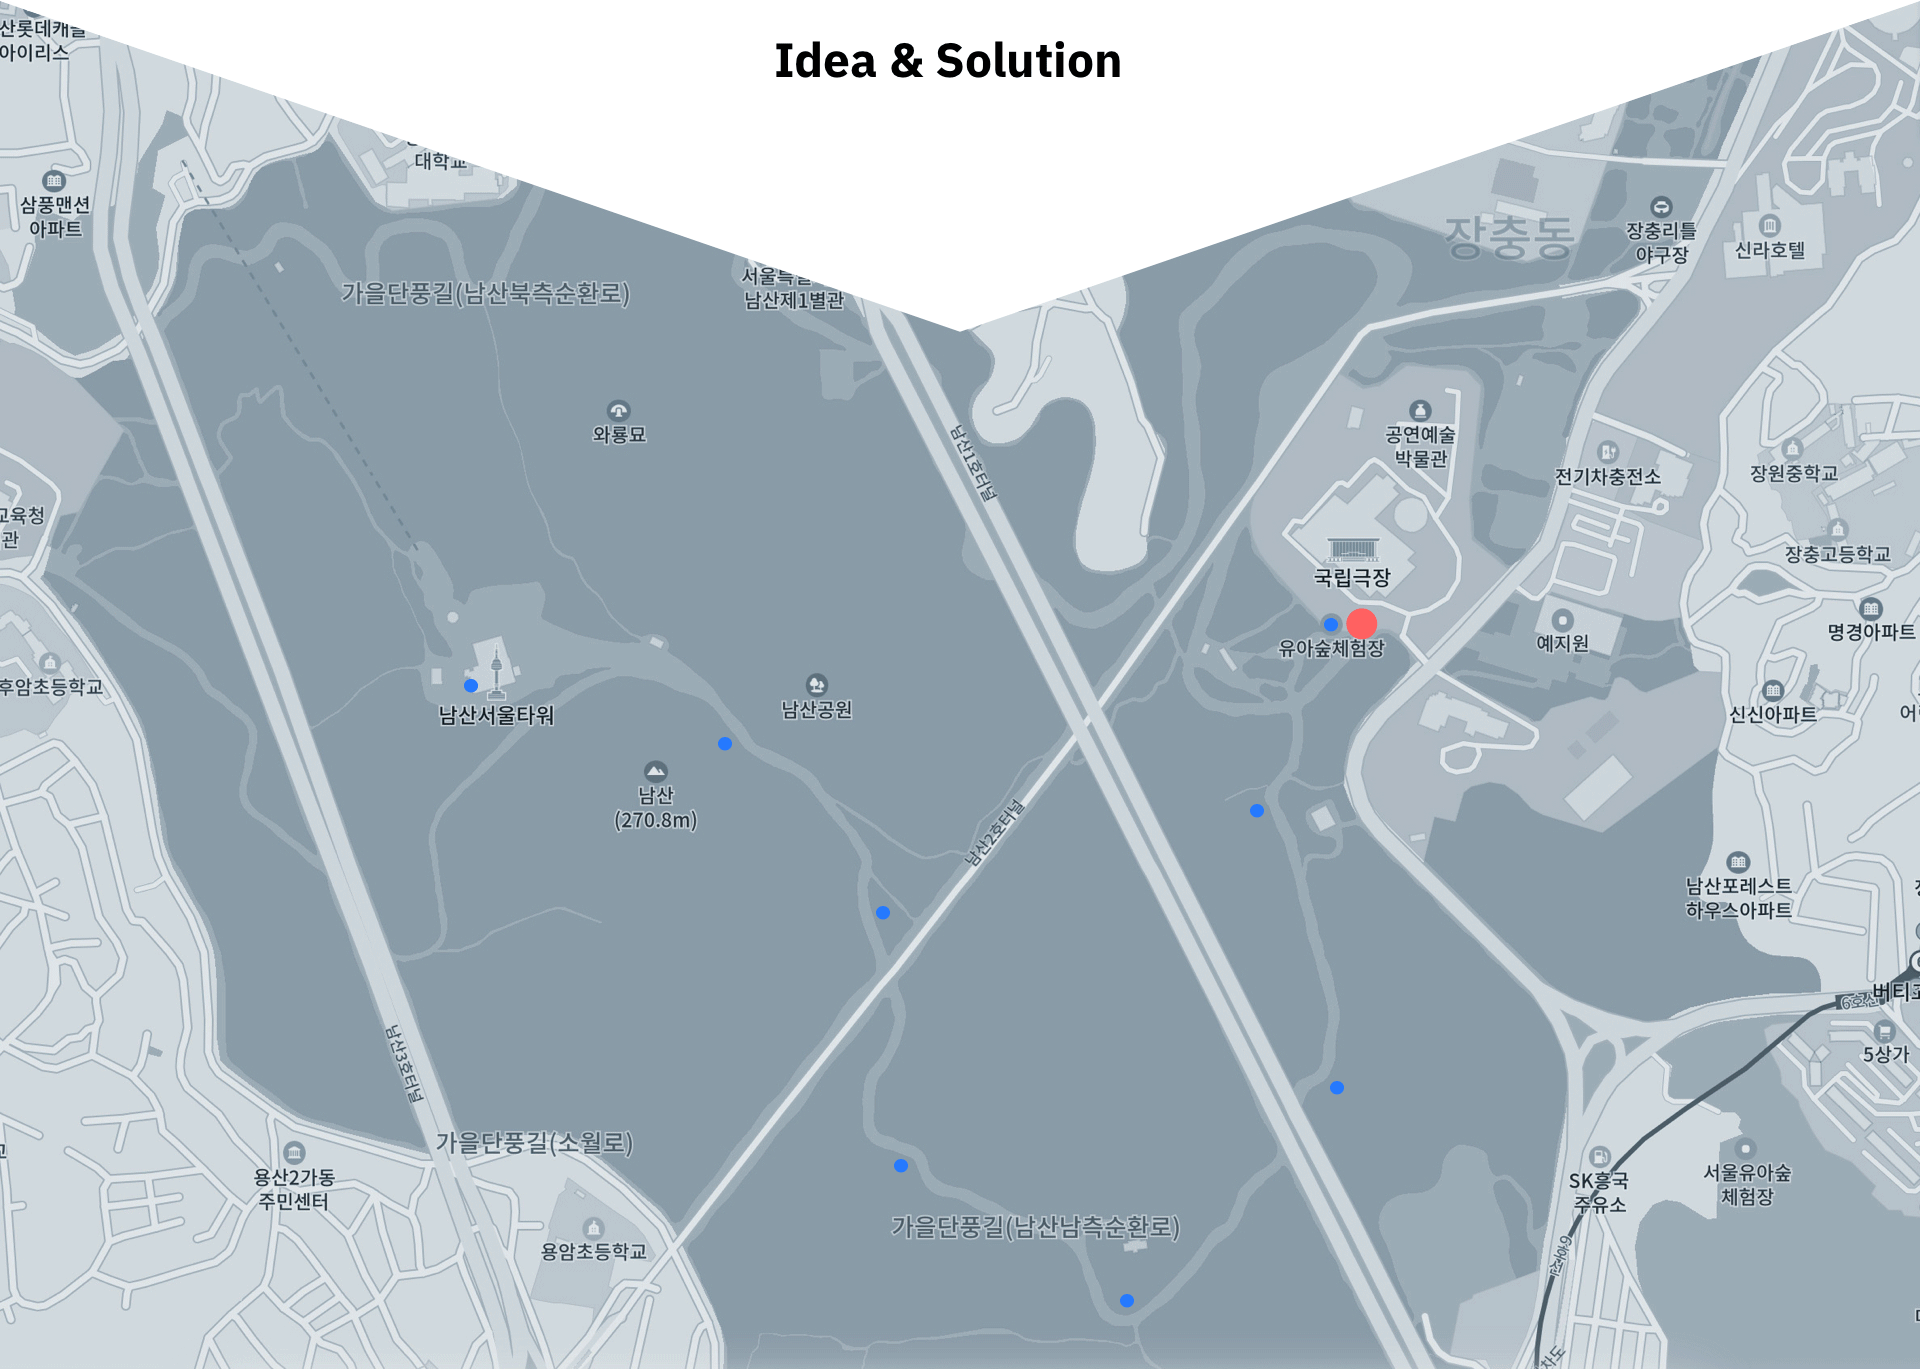 Idea & Solution
산롯데캐슬
아이리스
대학교
삼풍맨션
아파트
가을단풍길(남산북측순환로)
서울특별
남산제1별관
장충동
장충리틀
야구장
신라호텔
와룡묘
남산1호터널
공연예술
박물관
전기차충전소
장원중학교
교육청
관
장충고등학교
국립극장
유아숲체험장
예지원
명경아파트
후암초등학교
남산서울타워
남산공원
신신아파트
어린
남산
(270.8m)
남산2호터널
남산포레스트
하우스아파트
버티고
6호선
남산3호터널
5상가
가을단풍길(소월로)
용산2가동
주민센터
SK흥국
주유소
서울유아숲
체험장
가을단풍길(남산남측순환로)
용암초등학교
6호선
차도